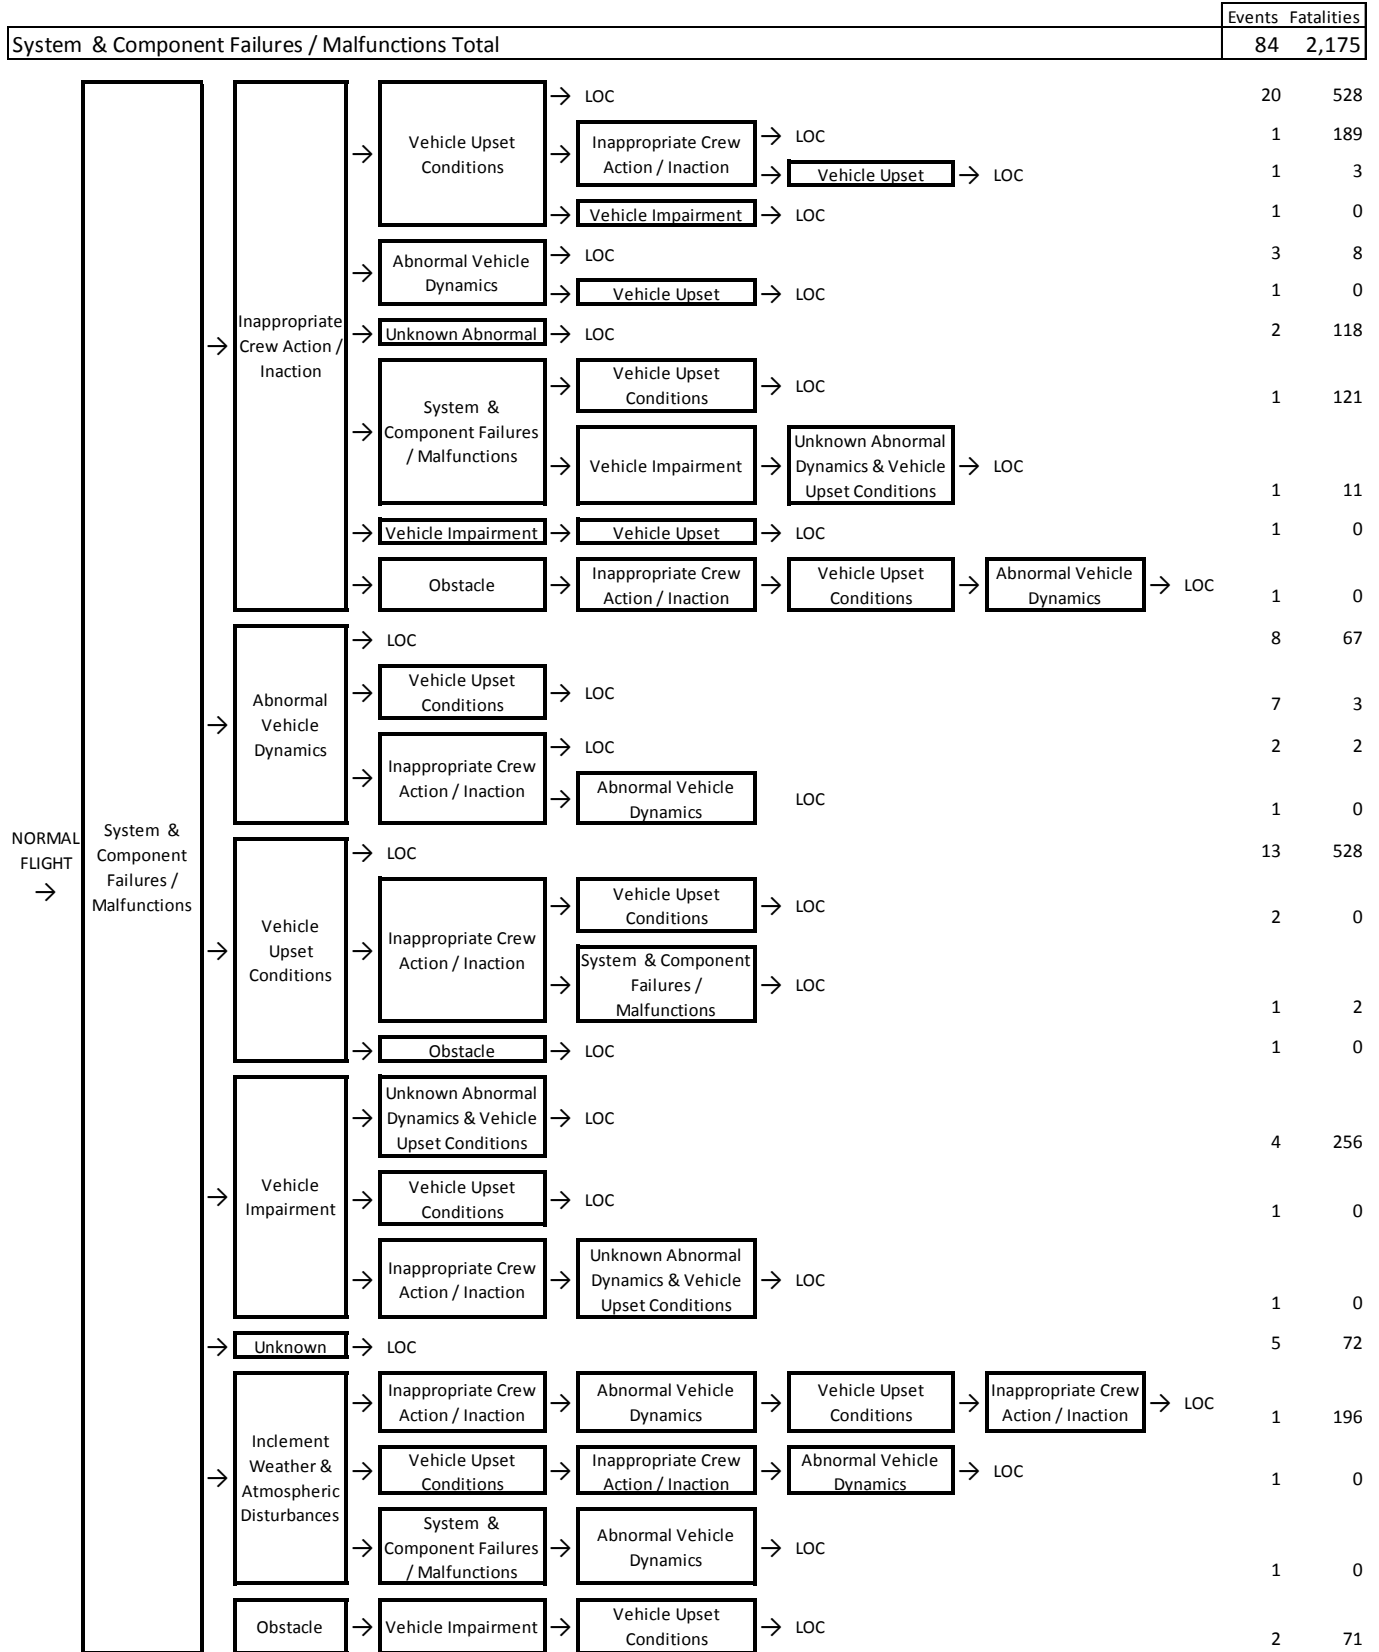 Events Fatalities
System & Component Failures / Malfunctions Total 84 2,175
→ LOC 20 528
Vehicle Upset
Conditions
→
→
Inappropriate Crew
Action / Inaction
→ LOC 1 189
→ Vehicle Upset → LOC 1 3
→ Vehicle Impairment → LOC 1 0
→
Abnormal Vehicle
Dynamics
→ LOC 3 8
→ Vehicle Upset → LOC 1 0
→
Inappropriate
Crew Action /
Inaction
→ Unknown Abnormal → LOC 2 118
→
System &
Component Failures
/ Malfunctions
→
Vehicle Upset
Conditions
→ LOC 1 121
→ Vehicle Impairment →
Unknown Abnormal
Dynamics & Vehicle
Upset Conditions
→ LOC 1 11
→ Vehicle Impairment → Vehicle Upset → LOC 1 0
→ Obstacle →
Inappropriate Crew
Action / Inaction
→
Vehicle Upset
Conditions
→
Abnormal Vehicle
Dynamics
→ LOC 1 0
→
Abnormal
Vehicle
Dynamics
→ LOC 8 67
→
Vehicle Upset
Conditions
→ LOC 7 3
→
Inappropriate Crew
Action / Inaction
→ LOC 2 2
→
Abnormal Vehicle
Dynamics
LOC 1 0
NORMAL
FLIGHT
→
System &
Component
Failures /
Malfunctions
→
Vehicle
Upset
Conditions
→ LOC 13 528
→
Inappropriate Crew
Action / Inaction
→
Vehicle Upset
Conditions
→ LOC 2 0
→
System & Component
Failures /
Malfunctions
→ LOC 1 2
→ Obstacle → LOC 1 0
→
Vehicle
Impairment
→
Unknown Abnormal
Dynamics & Vehicle
Upset Conditions
→ LOC 4 256
→
Vehicle Upset
Conditions
→ LOC 1 0
→
Inappropriate Crew
Action / Inaction
→
Unknown Abnormal
Dynamics & Vehicle
Upset Conditions
→ LOC 1 0
→ Unknown → LOC 5 72
→
Inclement
Weather &
Atmospheric
Disturbances
→
Inappropriate Crew
Action / Inaction
→
Abnormal Vehicle
Dynamics
→
Vehicle Upset
Conditions
→
Inappropriate Crew
Action / Inaction
→ LOC 1 196
→
Vehicle Upset
Conditions
→
Inappropriate Crew
Action / Inaction
→
Abnormal Vehicle
Dynamics
→ LOC 1 0
→
System &
Component Failures
/ Malfunctions
→
Abnormal Vehicle
Dynamics
→ LOC 1 0
Obstacle → Vehicle Impairment →
Vehicle Upset
Conditions
→ LOC 2 71